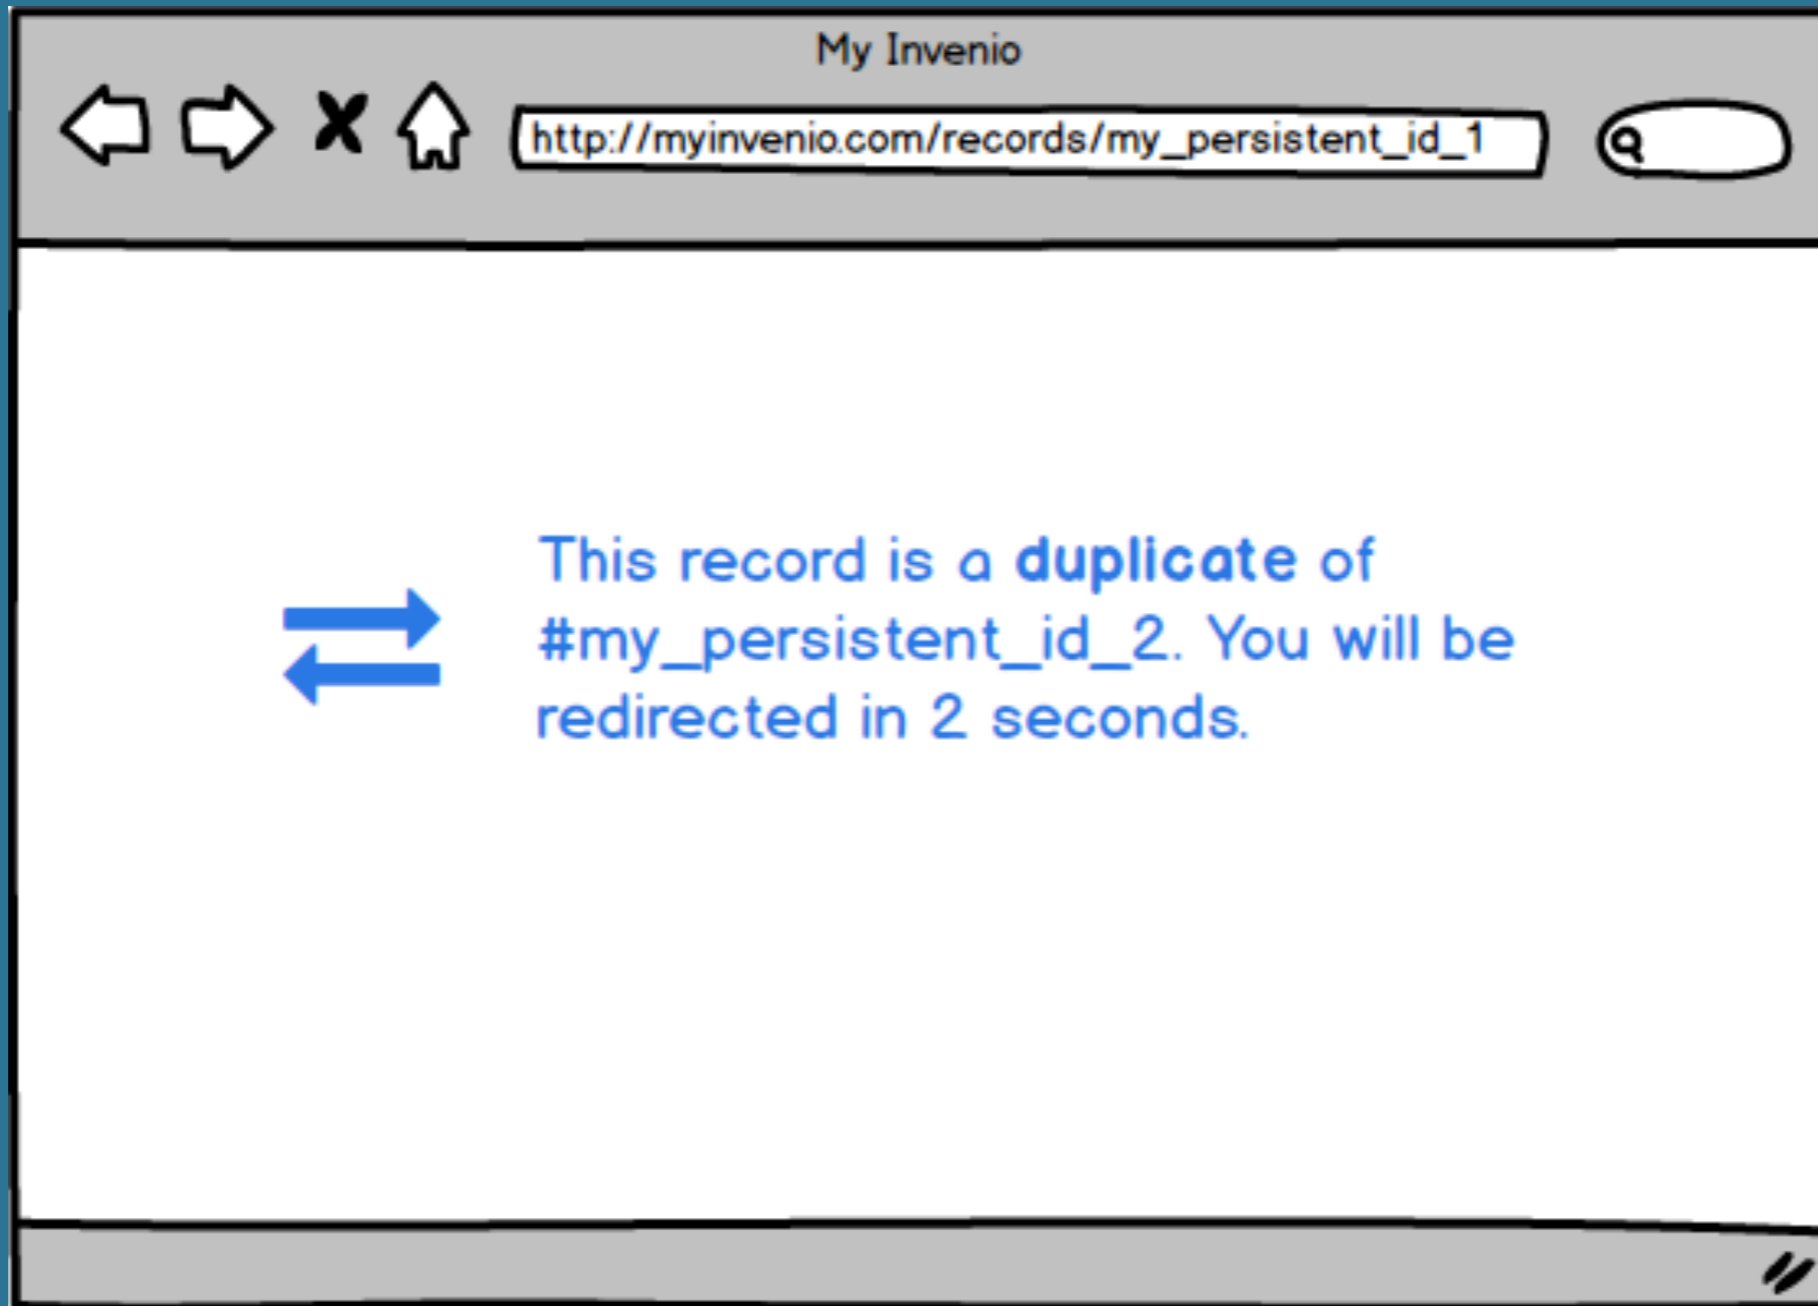 My Invenio
http://myinvenio.com/records/my_persistent_id_1
This record is a duplicate of
#my_persistent_id_2. You will be
redirected in 2 seconds.